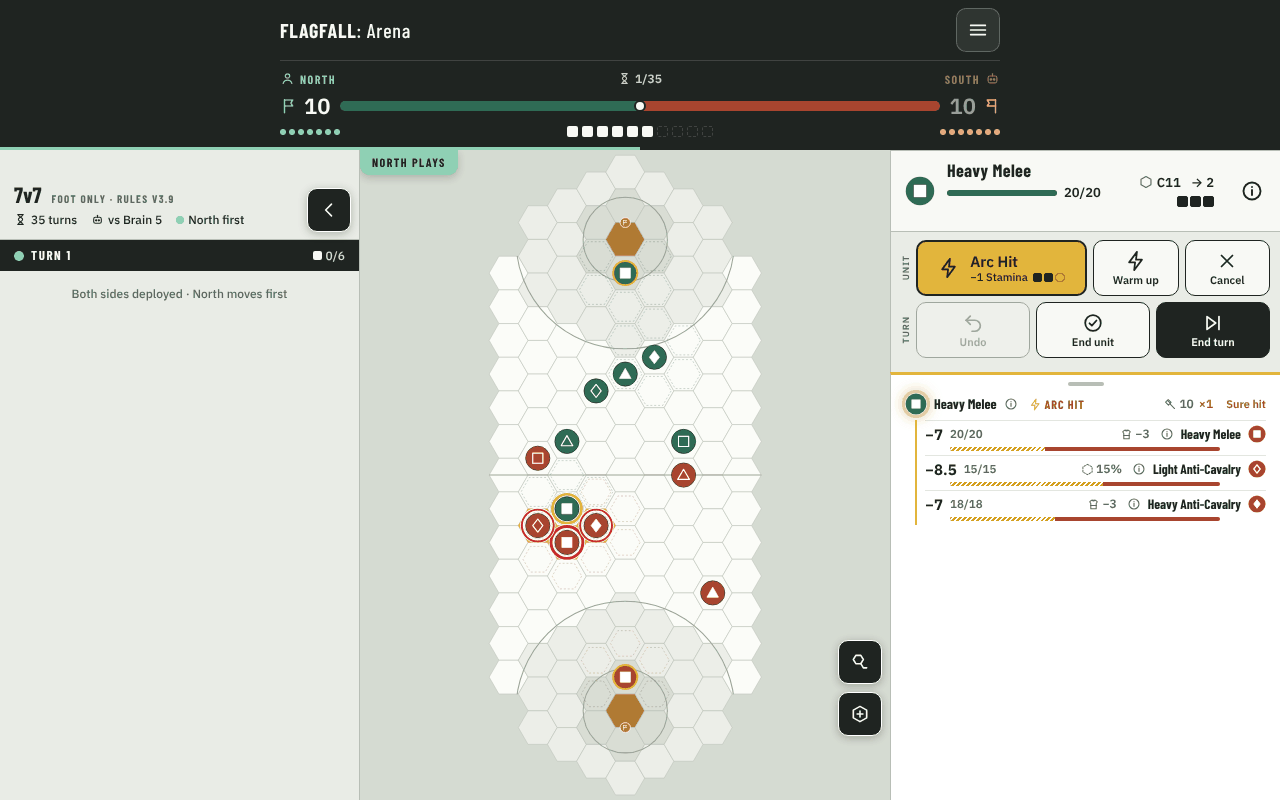 FLAGFALL: Arena
NORTH
1/35
SOUTH
10
10
NORTH PLAYS
7v7 FOOT ONLY · RULES V3.9
35 turns vs Brain 5 North first
TURN 1
0/6
Both sides deployed · North moves first
P
P
Heavy Melee
20/20
C11 → 2
UNIT
Arc Hit
−1 Stamina
Warm up
Cancel
TURN
Undo
End unit
End turn
Heavy Melee ARC HIT 10 ×1 Sure hit
−7 20/20 −3 Heavy Melee
−8.5 15/15 15% Light Anti-Cavalry
−7 18/18 −3 Heavy Anti-Cavalry